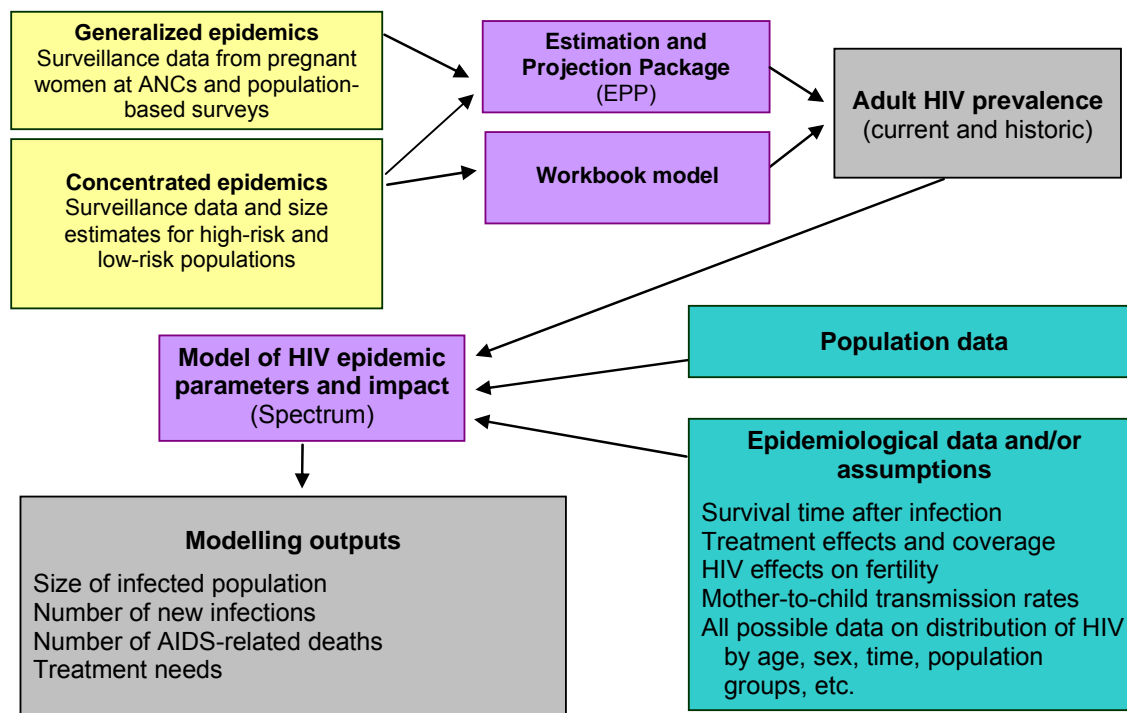 Generalized epidemics
Surveillance data from pregnant
women at ANCs and population-
based surveys
Estimation and
Projection Package
(EPP)
Adult HIV prevalence
(current and historic)
Concentrated epidemics
Surveillance data and size
estimates for high-risk and
low-risk populations
Workbook model
Model of HIV epidemic
parameters and impact
(Spectrum)
Population data
Epidemiological data and/or
assumptions
Survival time after infection
Treatment effects and coverage
HIV effects on fertility
Mother-to-child transmission rates
All possible data on distribution of HIV
by age, sex, time, population
groups, etc.
Modelling outputs
Size of infected population
Number of new infections
Number of AIDS-related deaths
Treatment needs